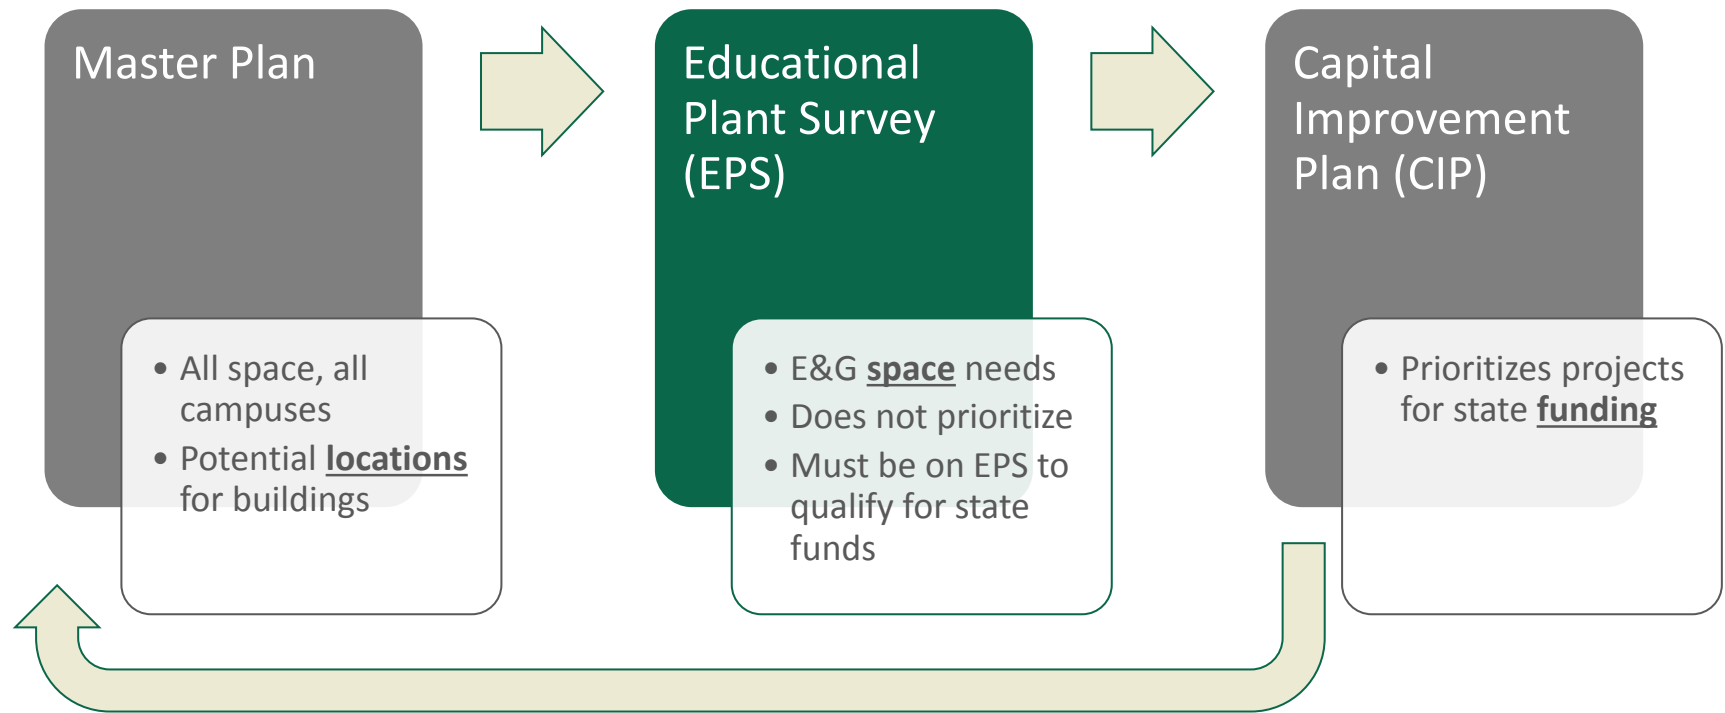 Master Plan
• All space, all
campuses
• Potential locations
for buildings
Educational
Plant Survey
(EPS)
• E&G space needs
• Does not prioritize
• Must be on EPS to
qualify for state
funds
Capital
Improvement
Plan (CIP)
• Prioritizes projects
for state funding